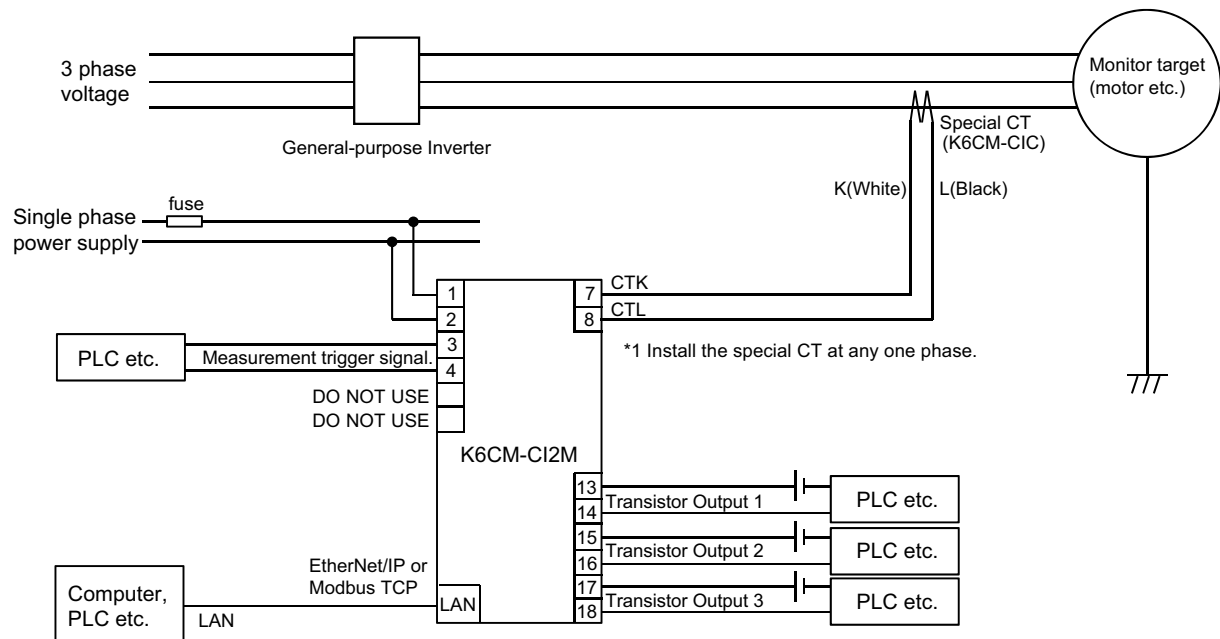 3 phase
voltage
Monitor target
(motor etc.)
General-purpose Inverter
Special CT
(K6CM-CIC)
K(White)
L(Black)
fuse
Single phase
power supply
1
2
3
4
7
8
CTK
CTL
*1 Install the special CT at any one phase.
PLC etc.
Measurement trigger signal.
DO NOT USE
DO NOT USE
K6CM-CI2M
13
14
Transistor Output 1
PLC etc.
15
16
Transistor Output 2
PLC etc.
17
18
Transistor Output 3
PLC etc.
EtherNet/IP or
Modbus TCP
Computer,
PLC etc.
LAN
LAN